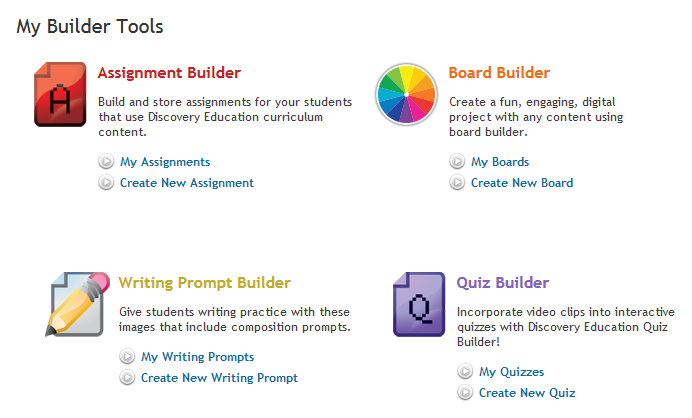 My Builder Tools
Assignment Builder
Build and store assignments for your students
that use Discovery Education curriculum
content.
My Assignments
Create New Assignment
Board Builder
Create a fun, engaging, digital
project with any content using
board builder.
My Boards
Create New Board
Writing Prompt Builder
Give students writing practice with these
images that include composition prompts.
My Writing Prompts
Create New Writing Prompt
Quiz Builder
Incorporate video clips into interactive
quizzes with Discovery Education Quiz
Builder!
My Quizzes
Create New Quiz
A
Q